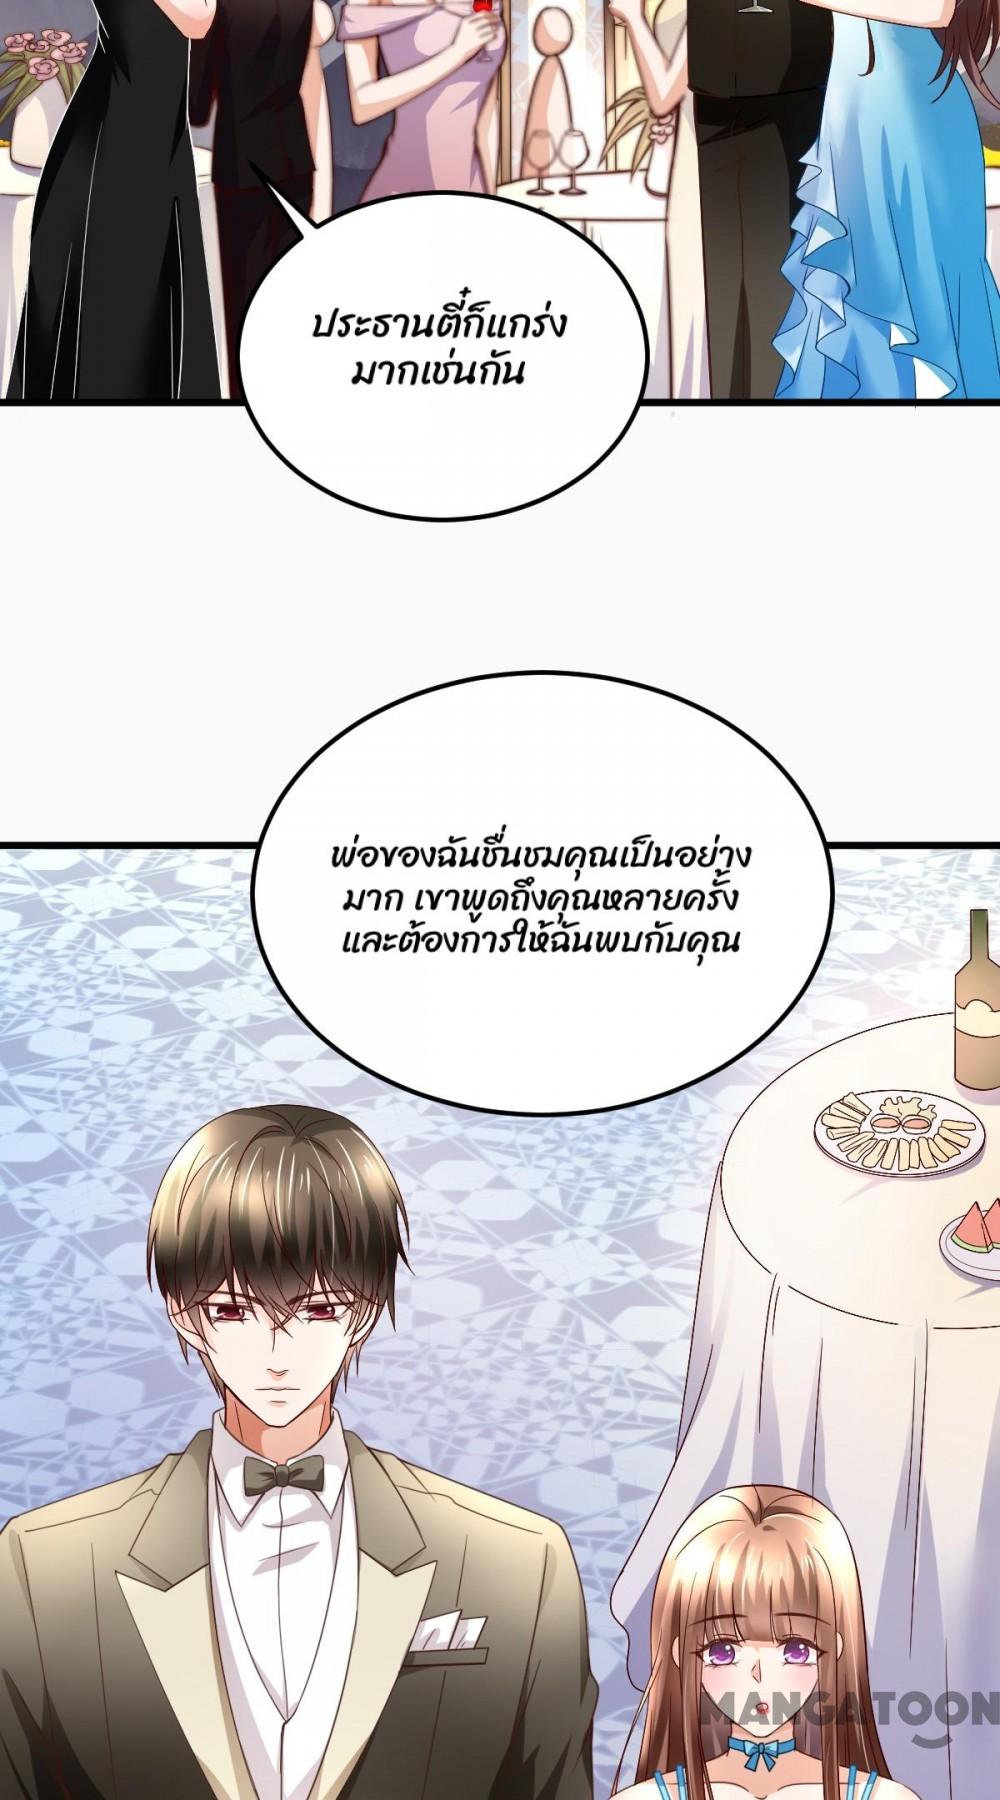 ประธานตี๋ก็แกร่ง
มากเช่นกัน
พ่อของฉันชื่นชมคุณเป็นอย่าง
มาก เขาพูดถึงคุณหลายครั้ง
และต้องการให้ฉันพบกับคุณ
MANGATOON